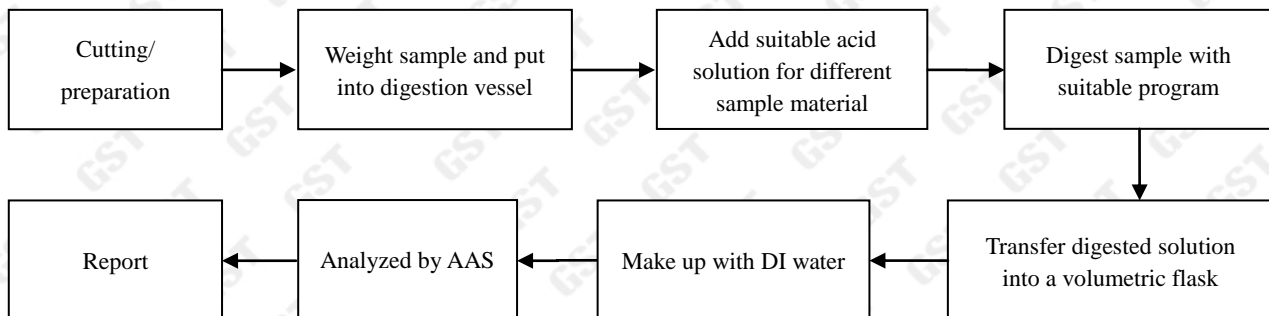 Cutting/
preparation
Weight sample and put
into digestion vessel
Add suitable acid
solution for different
sample material
Digest sample with
suitable program
Transfer digested solution
into a volumetric flask
Make up with DI water
Analyzed by AAS
Report
GST